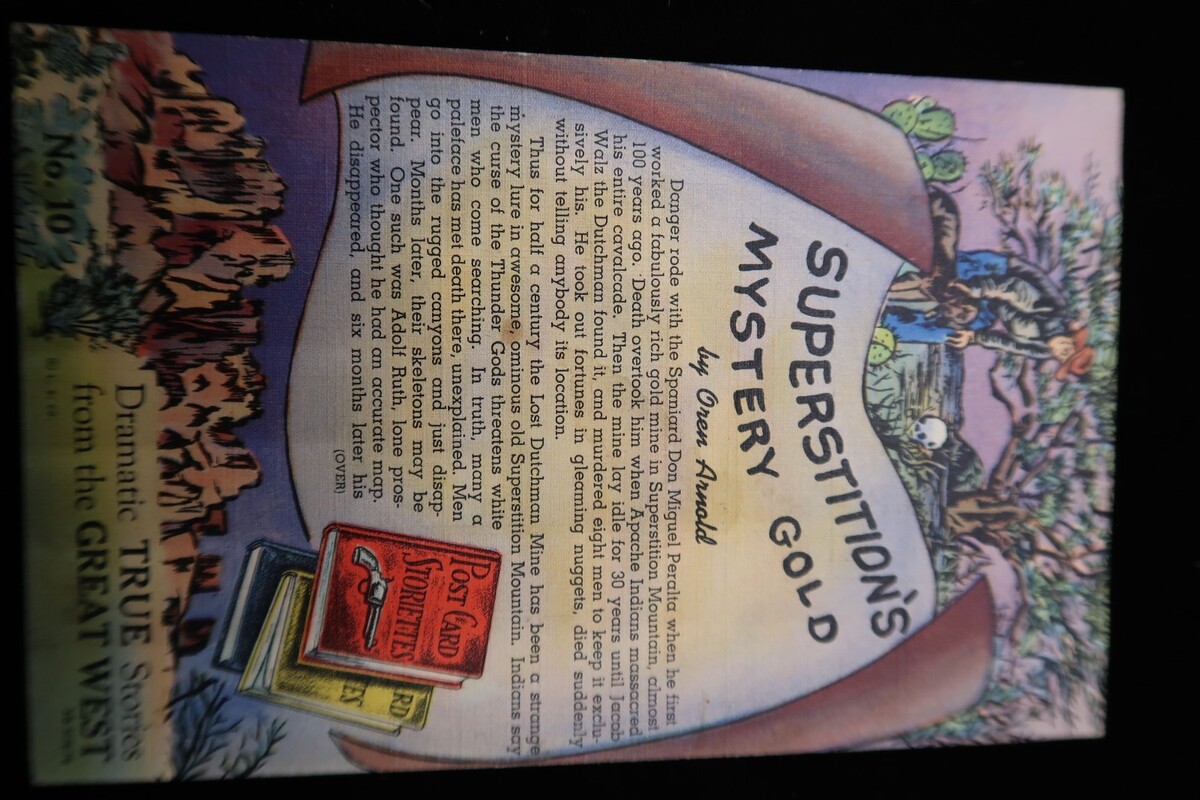 SUPERSTITION'S
MYSTERY GOLD
by Oren Arnold
Danger rode with the Spaniard Don Miquel Peralta when he first
worked a fabulously rich gold mine in Superstition Mountain, almost
100 years ago. Death overtook him when Apache Indians massacred
his entire cavalcade. Then the mine lay idle for 30 years until Jacob
Walz the Dutchman found it, and murdered eight men to keep it exclu-
sively his. He took out fortunes in gleaming nuggets, died suddenly
without telling anybody its location.
Thus for half a century the Lost Dutchman Mine has been a strange
mystery lure in awesome, ominous old Superstition Mountain. Indians say
the curse of the Thunder Gods threatens white
men who come searching. In truth, many a
paleface has met death there, unexplained. Men
go into the rugged canyons and just disap-
pear. Months later, their skeletons may be
found. One such was Adolf Ruth, lone pros-
pector who thought he had an accurate map.
He disappeared, and six months later his
(OVER)
POST CARD
STORIETTES
RD
ES
No. 10
Dramatic TRUE Stories
from the GREAT WEST